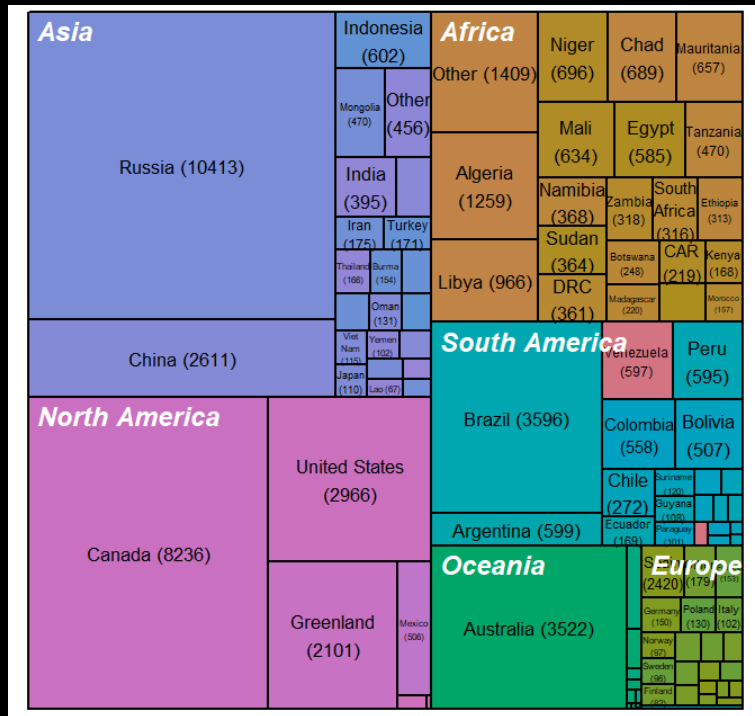 Asia
Russia (10413)
China (2611)
Indonesia
(602)
Mongolia
(470)
Other
(456)
India
(395)
Iran
(175)
Turkey
(171)
Thailand
(166)
Burma
(154)
Oman
(131)
Viet
Nam
(115)
Yemen
(102)
Japan
(110)
Lao (67)
Africa
Other (1409)
Algeria
(1259)
Libya (966)
Niger
(696)
Chad
(689)
Mauritania
(657)
Mali
(634)
Egypt
(585)
Tanzania
(470)
Namibia
(368)
Zambia
(318)
South
Africa
(316)
Ethiopia
(313)
Sudan
(364)
DRC
(361)
Botswana
(248)
CAR
(219)
Kenya
(168)
Madagascar
(220)
Morocco
(157)
North America
Canada (8236)
United States
(2966)
Greenland
(2101)
Mexico
(506)
South America
Brazil (3596)
Argentina (599)
Venezuela
(597)
Peru
(595)
Colombia
(558)
Bolivia
(507)
Chile
(272)
Suriname
(120)
Guyana
(108)
Ecuador
(169)
Paraguay
(101)
Oceania
Australia (3522)
Europe
(2420)
(179)
(153)
Germany
(150)
Poland
(130)
Italy
(102)
Norway
(97)
Sweden
(96)
Finland
(82)